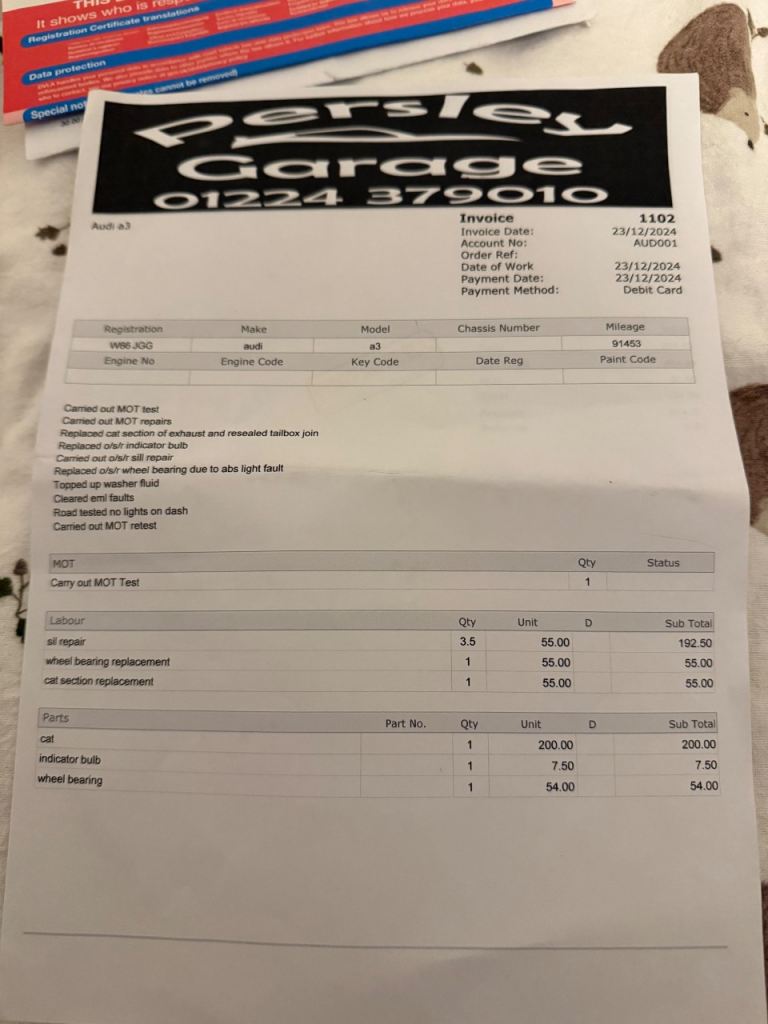 THIS
It shows who is resp
Registration Certificate translations
Data protection
Special not es cannot be removed)
Persley
Garage
01224 379010
Audi a3
Invoice 1102
Invoice Date: 23/12/2024
Account No: AUD001
Order Ref:
Date of Work 23/12/2024
Payment Date: 23/12/2024
Payment Method: Debit Card
Registration Make Model Chassis Number Mileage
W86 JGG audi a3 91453
Engine No Engine Code Key Code Date Reg Paint Code
Carried out MOT test
Carried out MOT repairs
Replaced cat section of exhaust and resealed tailbox join
Replaced o/s/r indicator bulb
Carried out o/s/r sill repair
Replaced o/s/r wheel bearing due to abs light fault
Topped up washer fluid
Cleared eml faults
Road tested no lights on dash
Carried out MOT retest
MOT Qty Status
Carry out MOT Test 1
Labour Qty Unit D Sub Total
sil repair 3.5 55.00 192.50
wheel bearing replacement 1 55.00 55.00
cat section replacement 1 55.00 55.00
Parts Part No. Qty Unit D Sub Total
cat 1 200.00 200.00
indicator bulb 1 7.50 7.50
wheel bearing 1 54.00 54.00